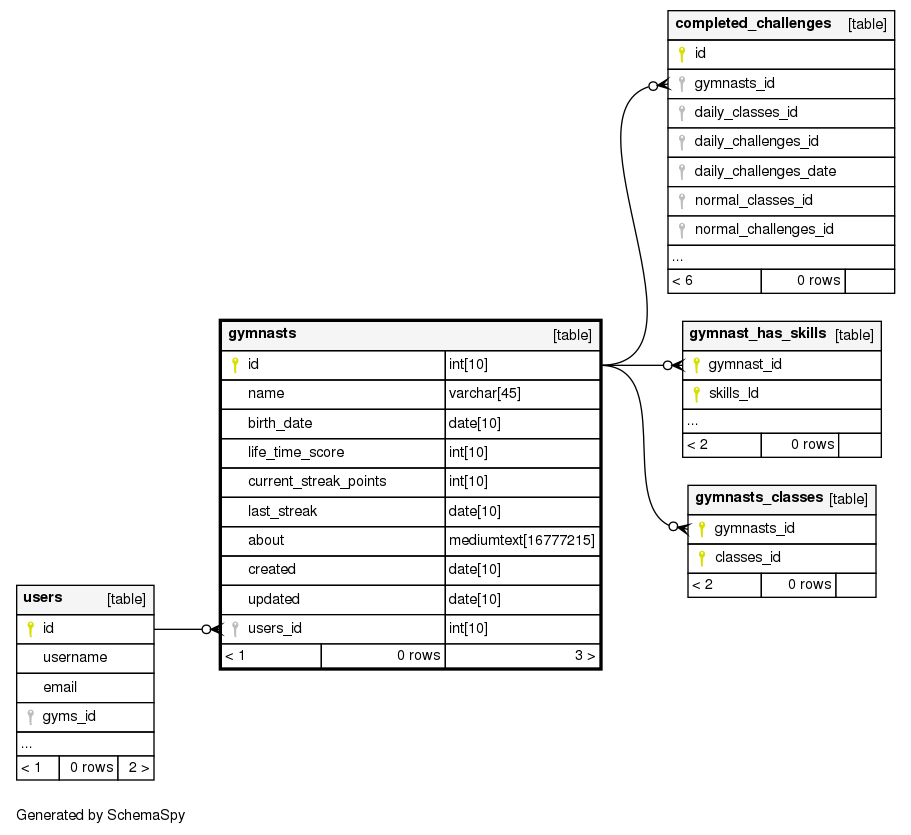 completed_challenges [table]
id
gymnasts_id
daily_classes_id
daily_challenges_id
daily_challenges_date
normal_classes_id
normal_challenges_id
...
< 6 0 rows
gymnasts [table]
id int[10]
name varchar[45]
birth_date date[10]
life_time_score int[10]
current_streak_points int[10]
last_streak date[10]
about mediumtext[16777215]
created date[10]
updated date[10]
users_id int[10]
< 1 0 rows 3 >
gymnast_has_skills [table]
gymnast_id
skills_Id
...
< 2 0 rows
gymnasts_classes [table]
gymnasts_id
classes_id
< 2 0 rows
users [table]
id
username
email
gyms_id
...
< 1 0 rows 2 >
Generated by SchemaSpy